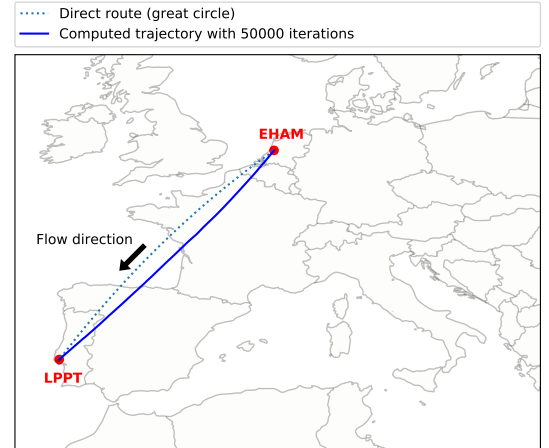 Direct route (great circle)
Computed trajectory with 50000 iterations
EHAM
Flow direction
LPPT